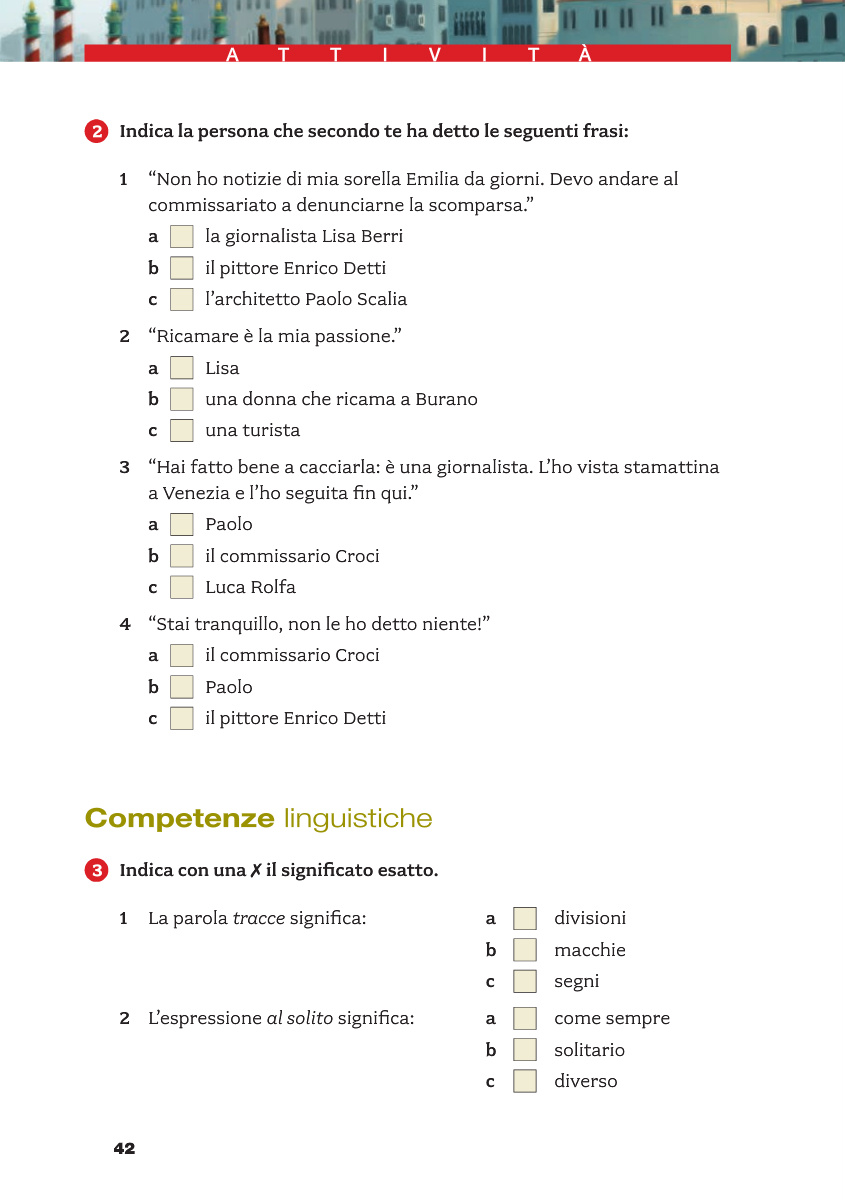 ATTIVITÀ
2 Indica la persona che secondo te ha detto le seguenti frasi:
1 “Non ho notizie di mia sorella Emilia da giorni. Devo andare al
commissariato a denunciarne la scomparsa.”
a la giornalista Lisa Berri
b il pittore Enrico Detti
c l’architetto Paolo Scalia
2 “Ricamare è la mia passione.”
a Lisa
b una donna che ricama a Burano
c una turista
3 “Hai fatto bene a cacciarla: è una giornalista. L’ho vista stamattina
a Venezia e l’ho seguita fin qui.”
a Paolo
b il commissario Croci
c Luca Rolfa
4 “Stai tranquillo, non le ho detto niente!”
a il commissario Croci
b Paolo
c il pittore Enrico Detti
Competenze linguistiche
3 Indica con una ✗ il significato esatto.
1 La parola tracce significa: a divisioni
b macchie
c segni
2 L’espressione al solito significa: a come sempre
b solitario
c diverso
42